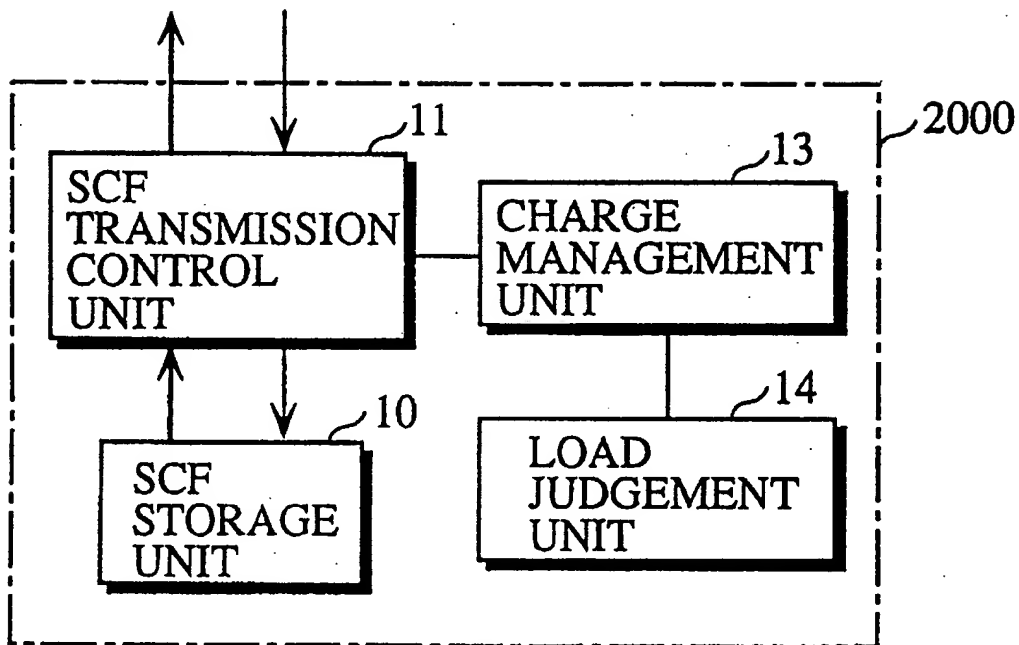 11
2000
SCF
TRANSMISSION
CONTROL
UNIT
13
CHARGE
MANAGEMENT
UNIT
10
SCF
STORAGE
UNIT
14
LOAD
JUDGEMENT
UNIT